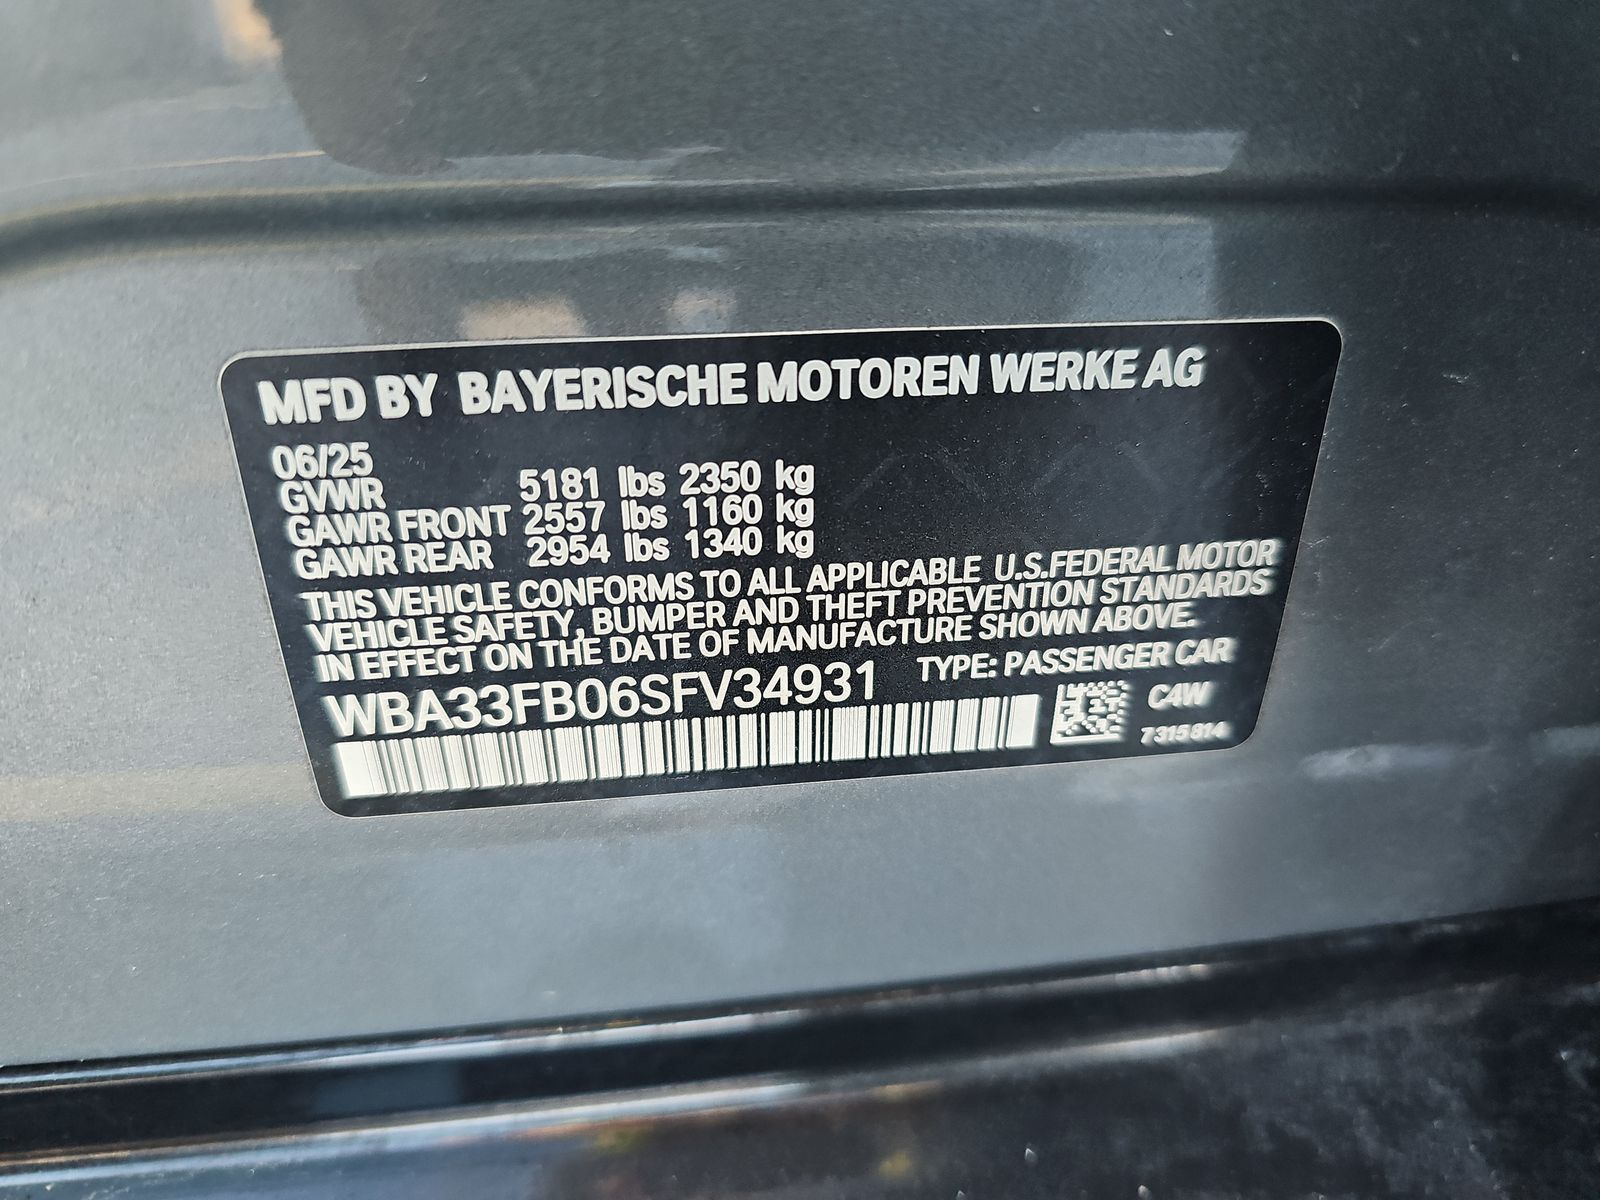 MFD BY BAYERISCHE MOTOREN WERKE AG
06/25
GVWR 5181 lbs 2350 kg
GAWR FRONT 2557 lbs 1160 kg
GAWR REAR 2954 lbs 1340 kg
THIS VEHICLE CONFORMS TO ALL APPLICABLE U.S.FEDERAL MOTOR
VEHICLE SAFETY, BUMPER AND THEFT PREVENTION STANDARDS
IN EFFECT ON THE DATE OF MANUFACTURE SHOWN ABOVE.
WBA33FB06SFV34931 TYPE: PASSENGER CAR
C4W
7315814